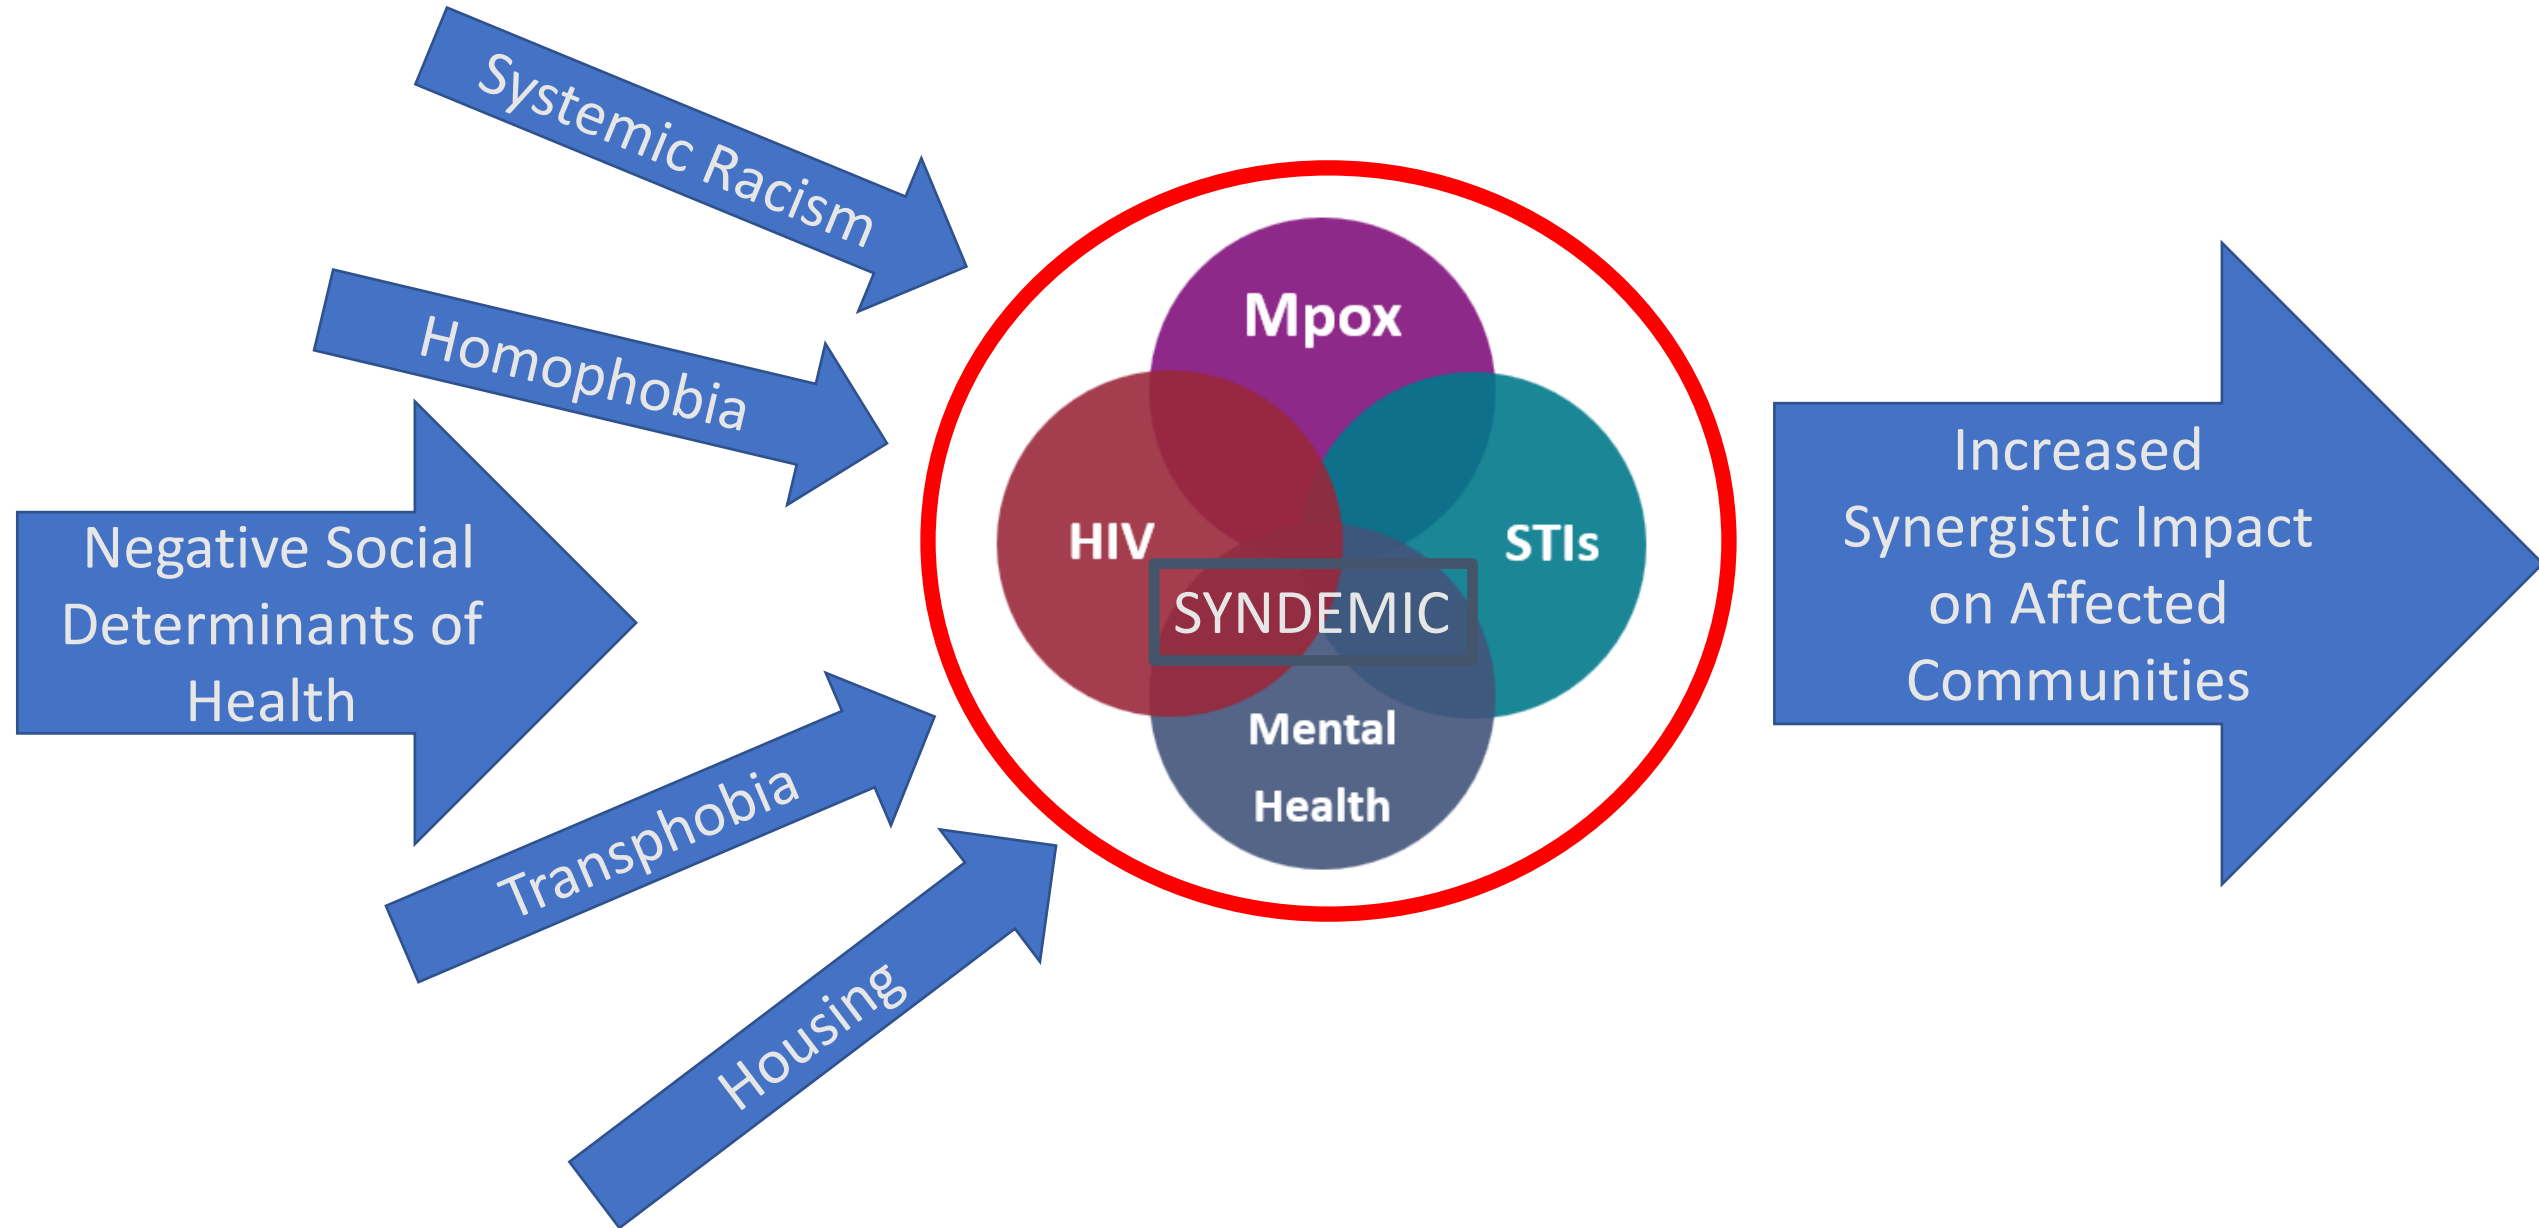 Systemic Racism
Homophobia
Negative Social
Determinants of
Health
Transphobia
Housing
Mpox
HIV
STIs
SYNDEMIC
Mental
Health
Increased
Synergistic Impact
on Affected
Communities